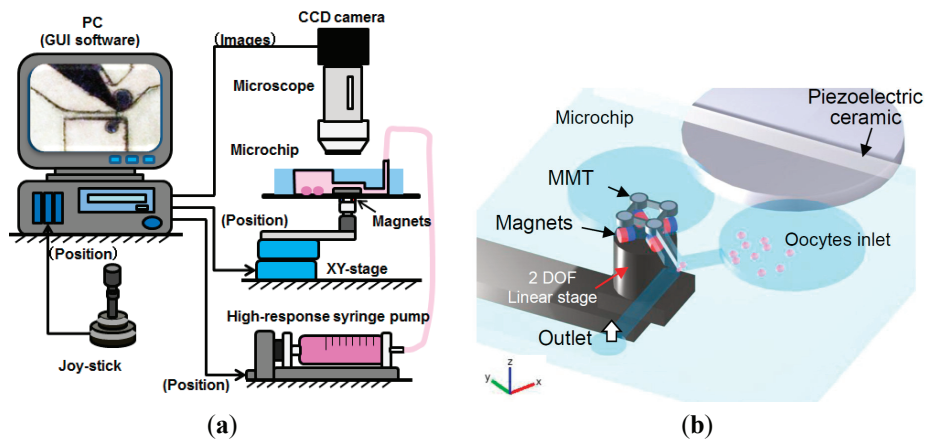 PC
(GUI software)
CCD camera
(Images)
Microscope
Microchip
Magnets
(Position)
XY-stage
(Position)
Joy-stick
High-response syringe pump
(Position)
(a)
Piezoelectric
ceramic
Microchip
MMT
Magnets
Oocytes inlet
2 DOF
Linear stage
Outlet
z
y
x
(b)